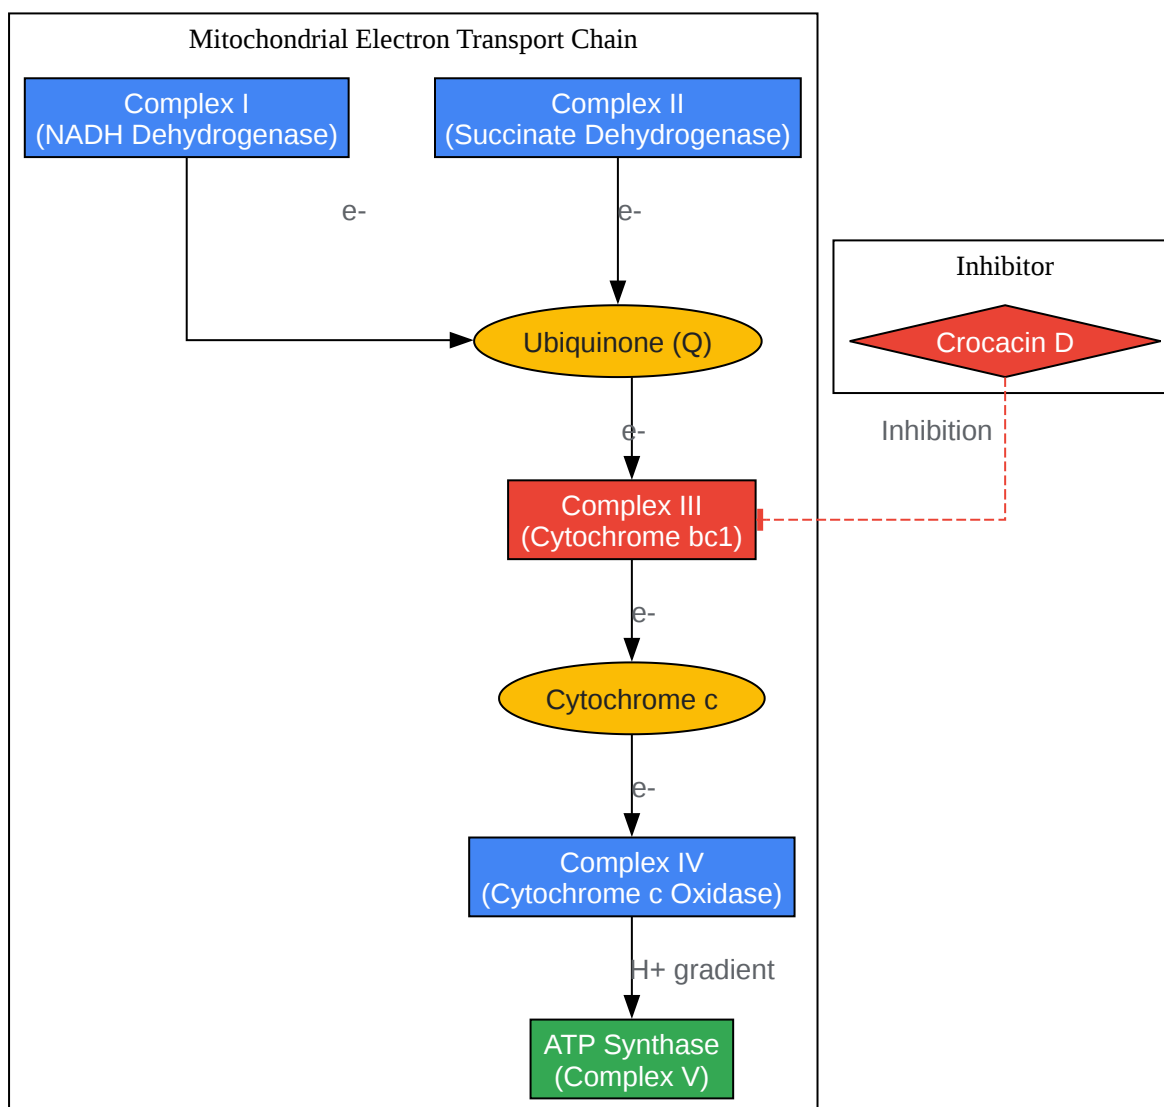 Mitochondrial Electron Transport Chain
Complex I
(NADH Dehydrogenase)
Complex II
(Succinate Dehydrogenase)
e-
e-
Inhibitor
Ubiquinone (Q)
Crocacin D
e-
Inhibition
Complex III
(Cytochrome bc1)
e-
Cytochrome c
e-
Complex IV
(Cytochrome c Oxidase)
H+ gradient
ATP Synthase
(Complex V)